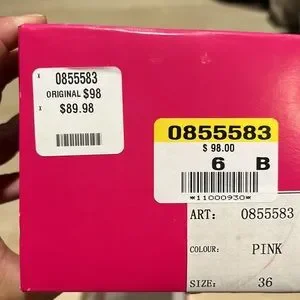 x 0855583
ORIGINAL $98
x $89.98
0855583
$ 98.00
6 B
*11000930*
ART: 0855583
COLOUR: PINK
SIZE: 36